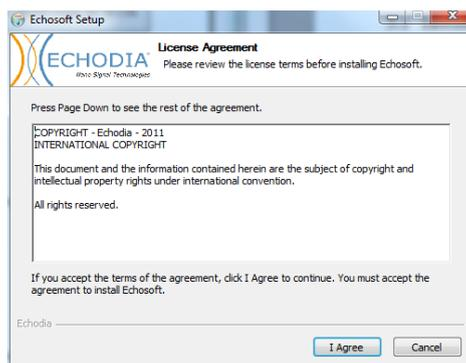 Echosoft Setup
ECHODIA
Nano Signal Technologies
License Agreement
Please review the license terms before installing Echosoft.
Press Page Down to see the rest of the agreement.
COPYRIGHT - Echodia - 2011
INTERNATIONAL COPYRIGHT
This document and the information contained herein are the subject of copyright and
intellectual property rights under international convention.
All rights reserved.
If you accept the terms of the agreement, click I Agree to continue. You must accept the
agreement to install Echosoft.
Echodia
I Agree
Cancel